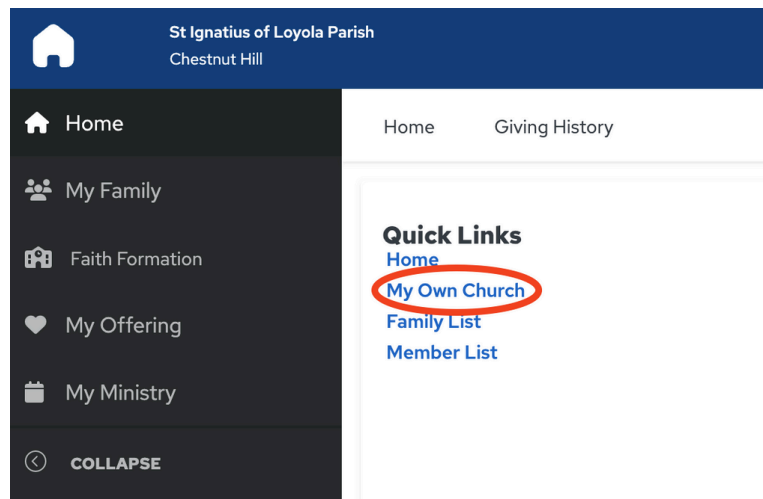 St Ignatius of Loyola Parish
Chestnut Hill
Home
My Family
Faith Formation
My Offering
My Ministry
COLLAPSE
Home Giving History
Quick Links
Home
My Own Church
Family List
Member List